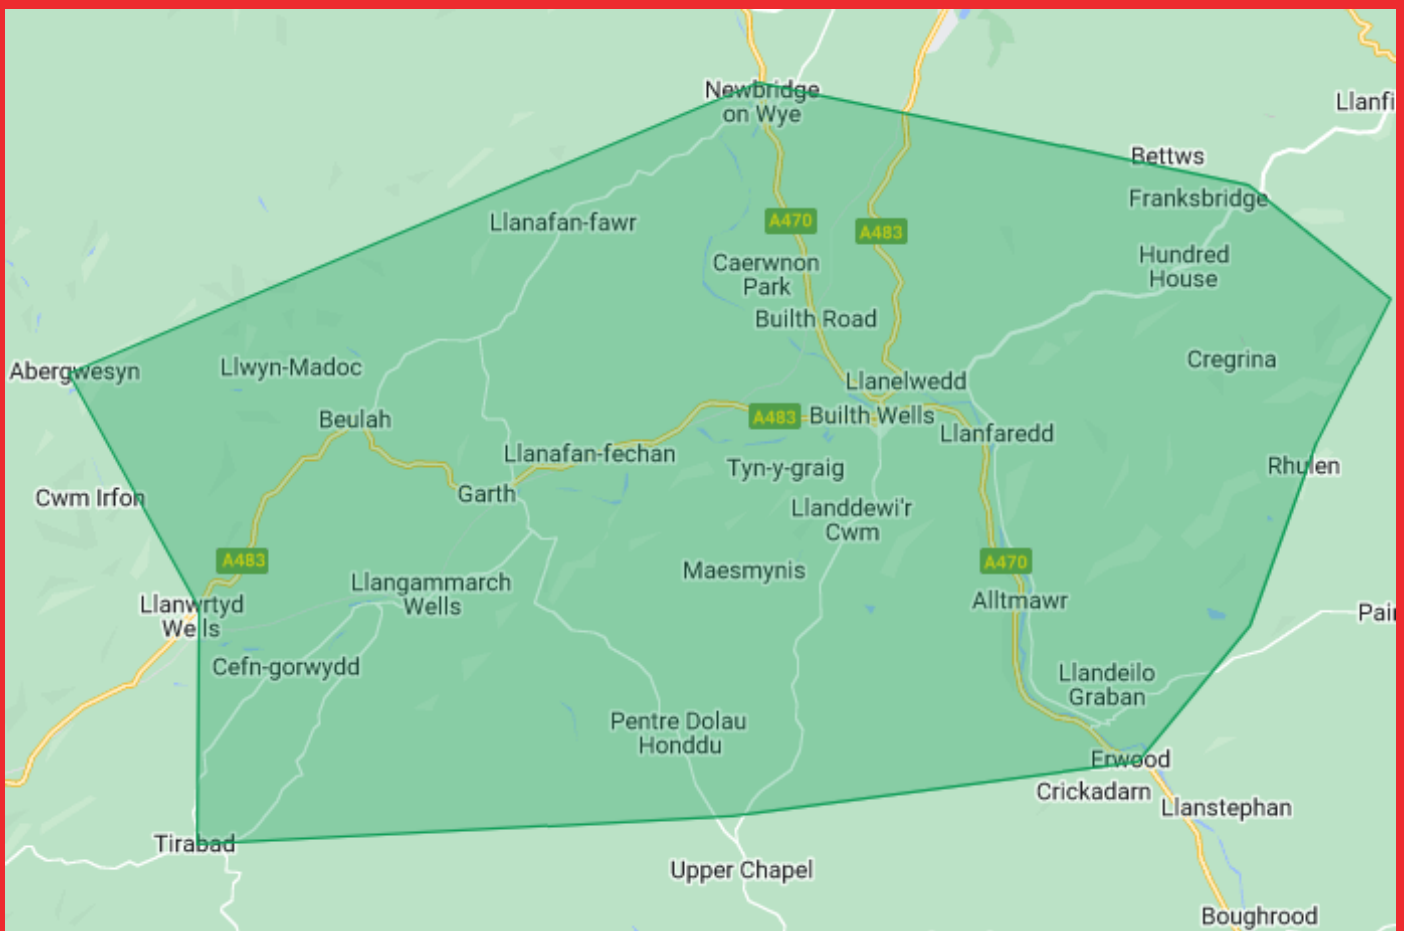 Newbridge
on Wye
Llanfi
Bettws
Franksbridge
Llanafan-fawr
A470
A483
Caerwnon
Park
Hundred
House
Builth Road
Abergwesyn
Llwyn-Madoc
Cregrina
Llanelwedd
Beulah
A483
Builth Wells
Llanfaredd
Llanafan-fechan
Tyn-y-graig
Rhulen
Cwm Irfon
Garth
Llanddewi'r
Cwm
A483
A470
Maesmynis
Llangammarch
Wells
Llanwrtyd
Wells
Alltmawr
Pair
Cefn-gorwydd
Llandeilo
Graban
Pentre Dolau
Honddu
Erwood
Crickadarn
Llanstephan
Tirabad
Upper Chapel
Boughrood